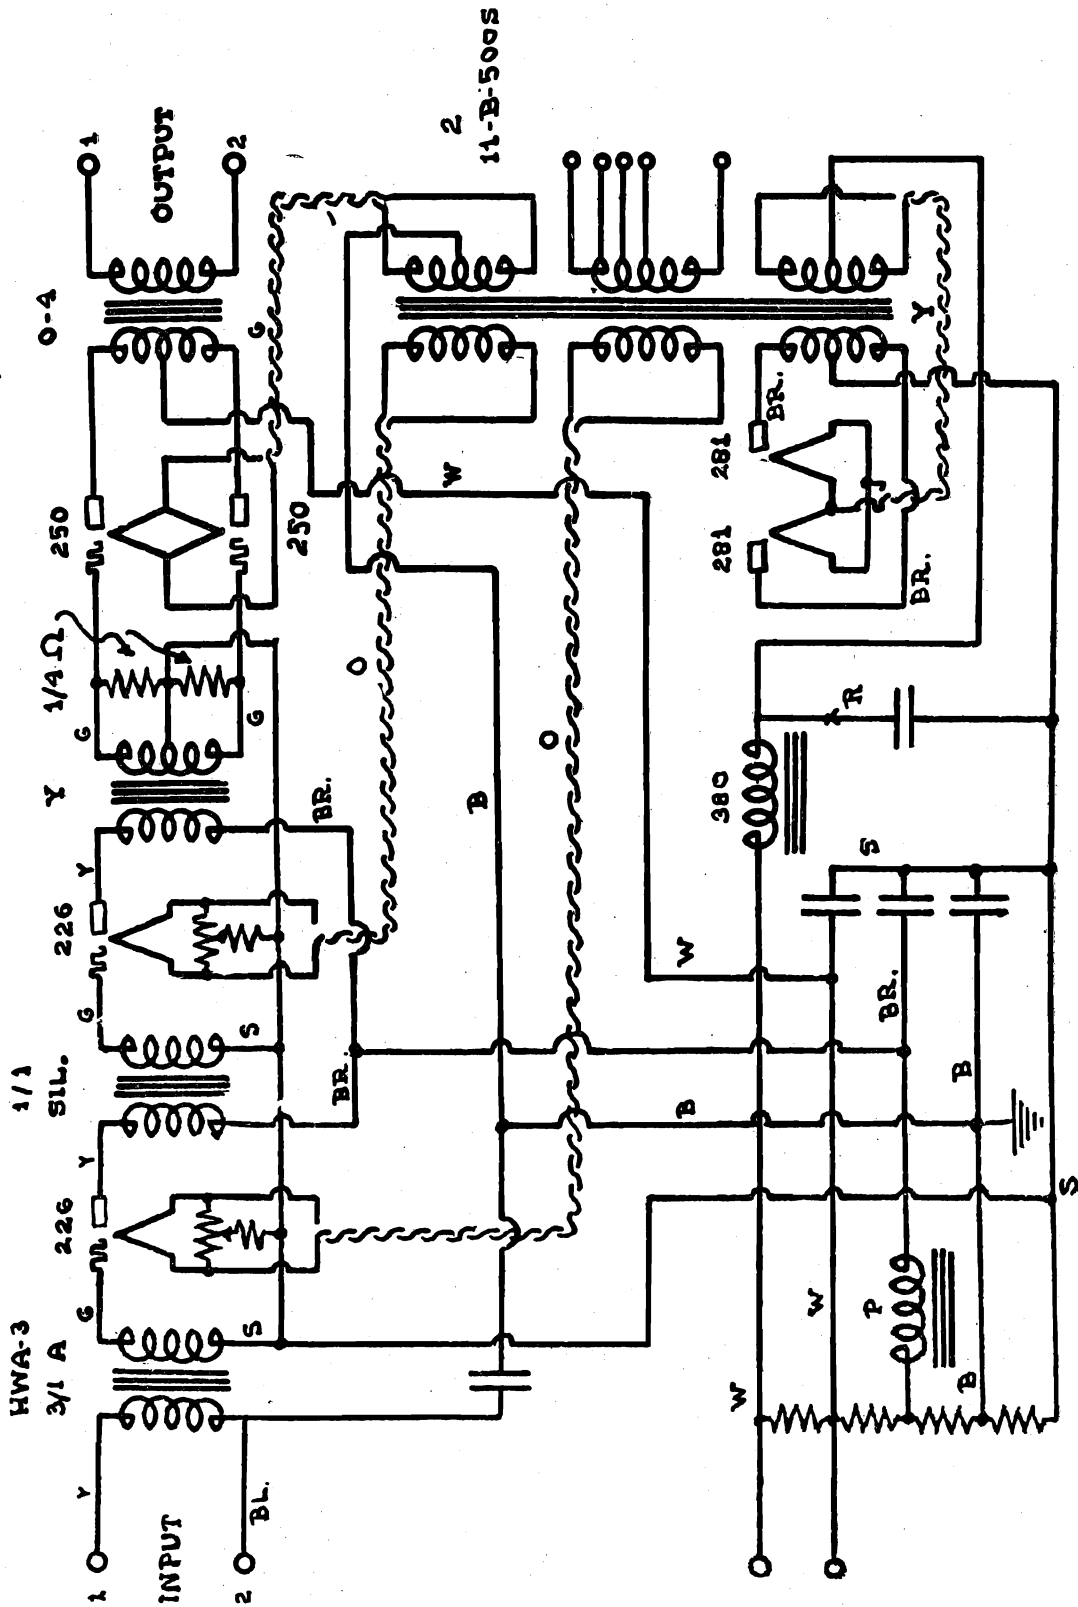 HWA-3
3/1 A
1/1
SIL.
Y
1/4 Ω
250
O-4
226
226
Y
G
Y
G
Y
G
1
1
INPUT
OUTPUT
2
2
BL.
S
S
G
G
250
BR.
BR.
O
W
2
11-B-500S
B
O
B
W
380
281
281
W
BR.
W
S
R
P
BR.
BR.
Y
B
B
S